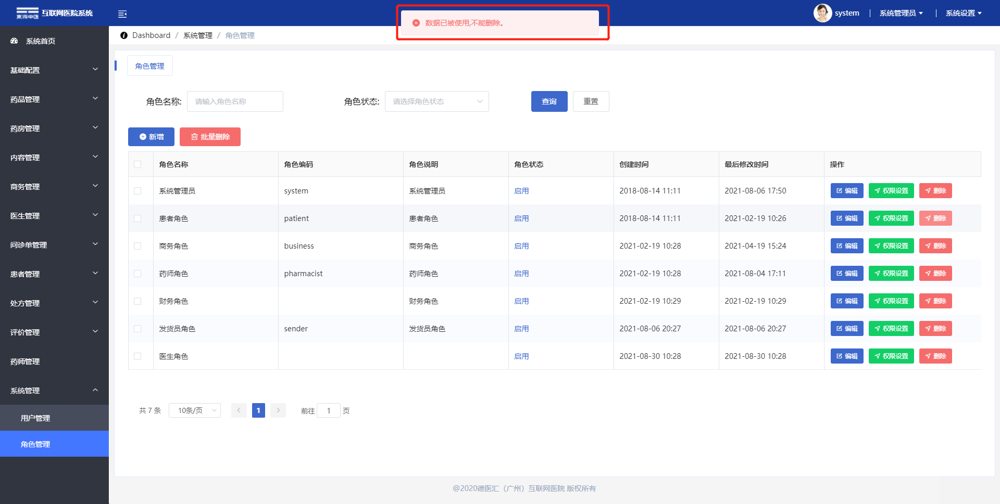 東海中医 互联网医院系统
数据已被使用,不能删除。
system 系统管理员 系统设置
Dashboard / 系统管理 / 角色管理
系统首页
基础配置
药品管理
药房管理
内容管理
商务管理
医生管理
问诊单管理
患者管理
处方管理
评价管理
药师管理
系统管理
用户管理
角色管理
角色管理
角色名称: 请输入角色名称 角色状态: 请选择角色状态 查询 重置
新增 批量删除
角色名称 角色编码 角色说明 角色状态 创建时间 最后修改时间 操作
系统管理员 system 系统管理员 启用 2018-08-14 11:11 2021-08-06 17:50 编辑 权限设置 删除
患者角色 patient 患者角色 启用 2018-08-14 11:11 2021-02-19 10:26 编辑 权限设置 删除
商务角色 business 商务角色 启用 2021-02-19 10:28 2021-04-19 15:24 编辑 权限设置 删除
药师角色 pharmacist 药师角色 启用 2021-02-19 10:28 2021-08-04 17:11 编辑 权限设置 删除
财务角色 财务角色 启用 2021-02-19 10:29 2021-02-19 10:29 编辑 权限设置 删除
发货员角色 sender 发货员角色 启用 2021-08-06 20:27 2021-08-06 20:27 编辑 权限设置 删除
医生角色 启用 2021-08-30 10:28 2021-08-30 10:28 编辑 权限设置 删除
共 7 条 10条/页 1 前往 1 页
@2020德医汇（广州）互联网医院 版权所有